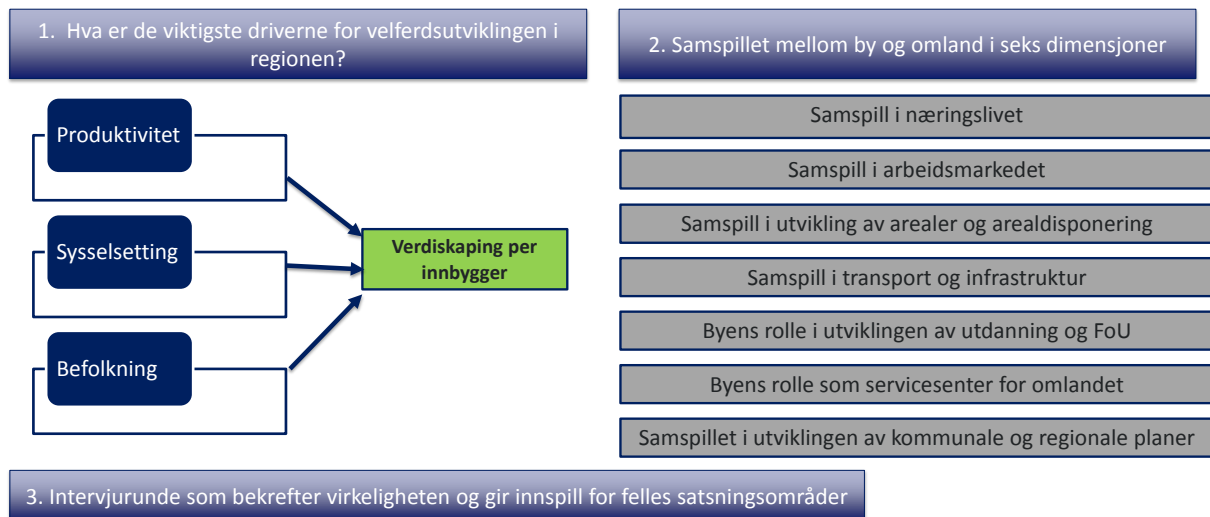 1. Hva er de viktigste driverne for velferdsutviklingen i
regionen?
Produktivitet
Sysselsetting
Befolkning
Verdiskaping per
innbygger
2. Samspillet mellom by og omland i seks dimensjoner
Samspill i næringslivet
Samspill i arbeidsmarkedet
Samspill i utvikling av arealer og arealdisponering
Samspill i transport og infrastruktur
Byens rolle i utviklingen av utdanning og FoU
Byens rolle som servicesenter for omlandet
Samspillet i utviklingen av kommunale og regionale planer
3. Intervjurunde som bekrefter virkeligheten og gir innspill for felles satsningsområder